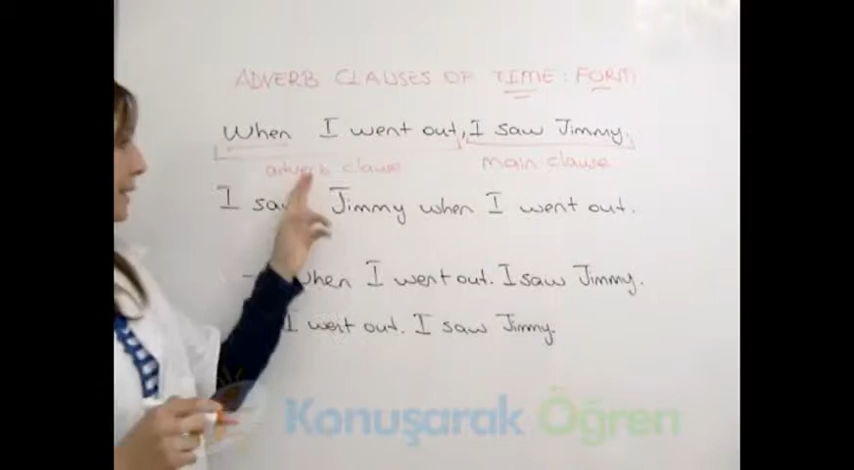 ADVERB CLAUSES OF TIME : FORM
When I went out, I saw Jimmy.
adverb clause main clause
I saw Jimmy when I went out.
- When I went out. I saw Jimmy.
I went out. I saw Jimmy.
Konuşarak Öğren